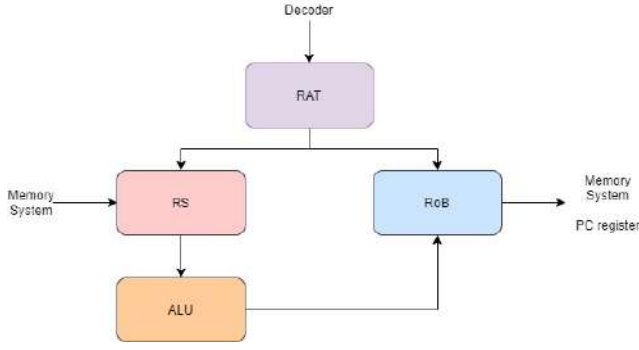 Decoder
RAT
Memory
System
RS
RoB
Memory
System
PC register
ALU